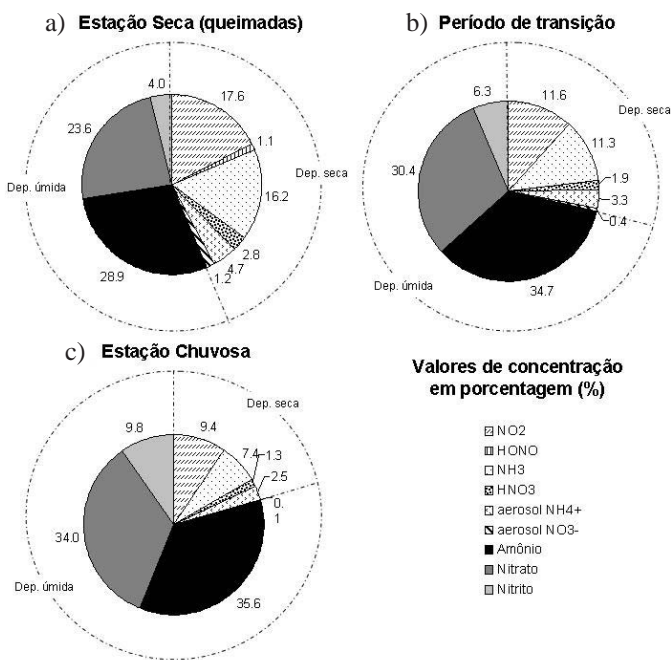 a) Estação Seca (queimadas)
4.0
17.6
23.6
1.1
Dep. seca
Dep. úmida
16.2
2.8
4.7
1.2
28.9
b) Período de transição
6.3
11.6
Dep. seca
11.3
30.4
1.9
3.3
0.4
Dep. úmida
34.7
c) Estação Chuvosa
Dep. seca
9.8
9.4
7.4
1.3
2.5
0.
1
34.0
Dep. úmida
35.6
Valores de concentração
em porcentagem (%)
NO2
HONO
NH3
HNO3
aerosol NH4+
aerosol NO3-
Amônio
Nitrato
Nitrito